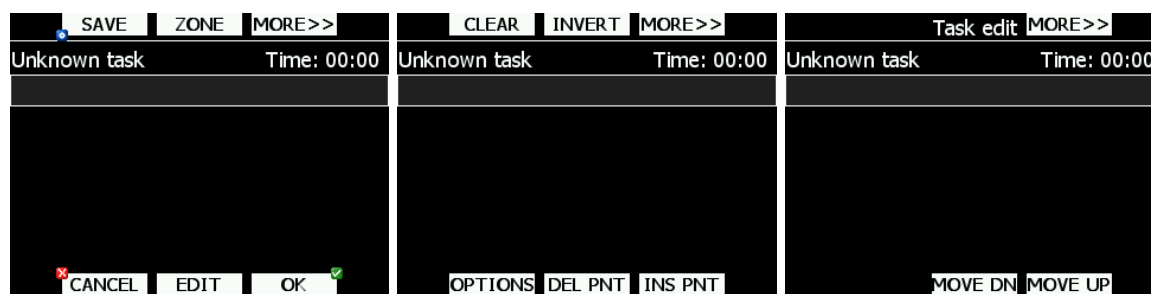 SAVE ZONE MORE>>
Unknown task Time: 00:00
CANCEL EDIT OK
CLEAR INVERT MORE>>
Unknown task Time: 00:00
OPTIONS DEL PNT INS PNT
Task edit MORE>>
Unknown task Time: 00:00
MOVE DN MOVE UP